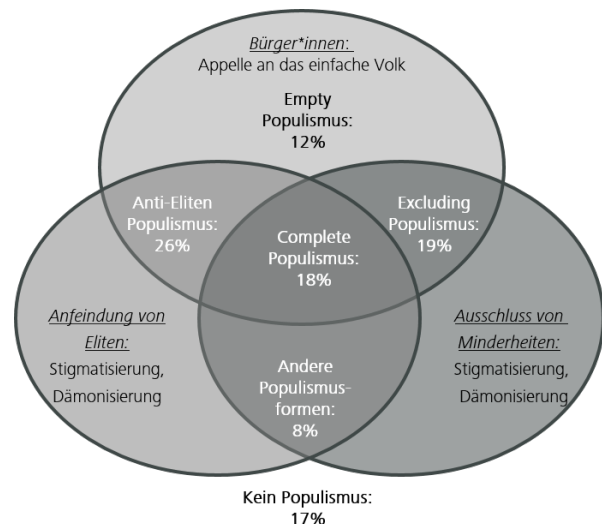 Bürger*innen:
Appelle an das einfache Volk
Empty
Populismus:
12%
Anti-Eliten
Populismus:
26%
Complete
Populismus:
18%
Excluding
Populismus:
19%
Anfeindung von
Eliten:
Stigmatisierung,
Dämonisierung
Ausschluss von
Minderheiten:
Stigmatisierung,
Dämonisierung
Andere
Populismus-
formen:
8%
Kein Populismus:
17%